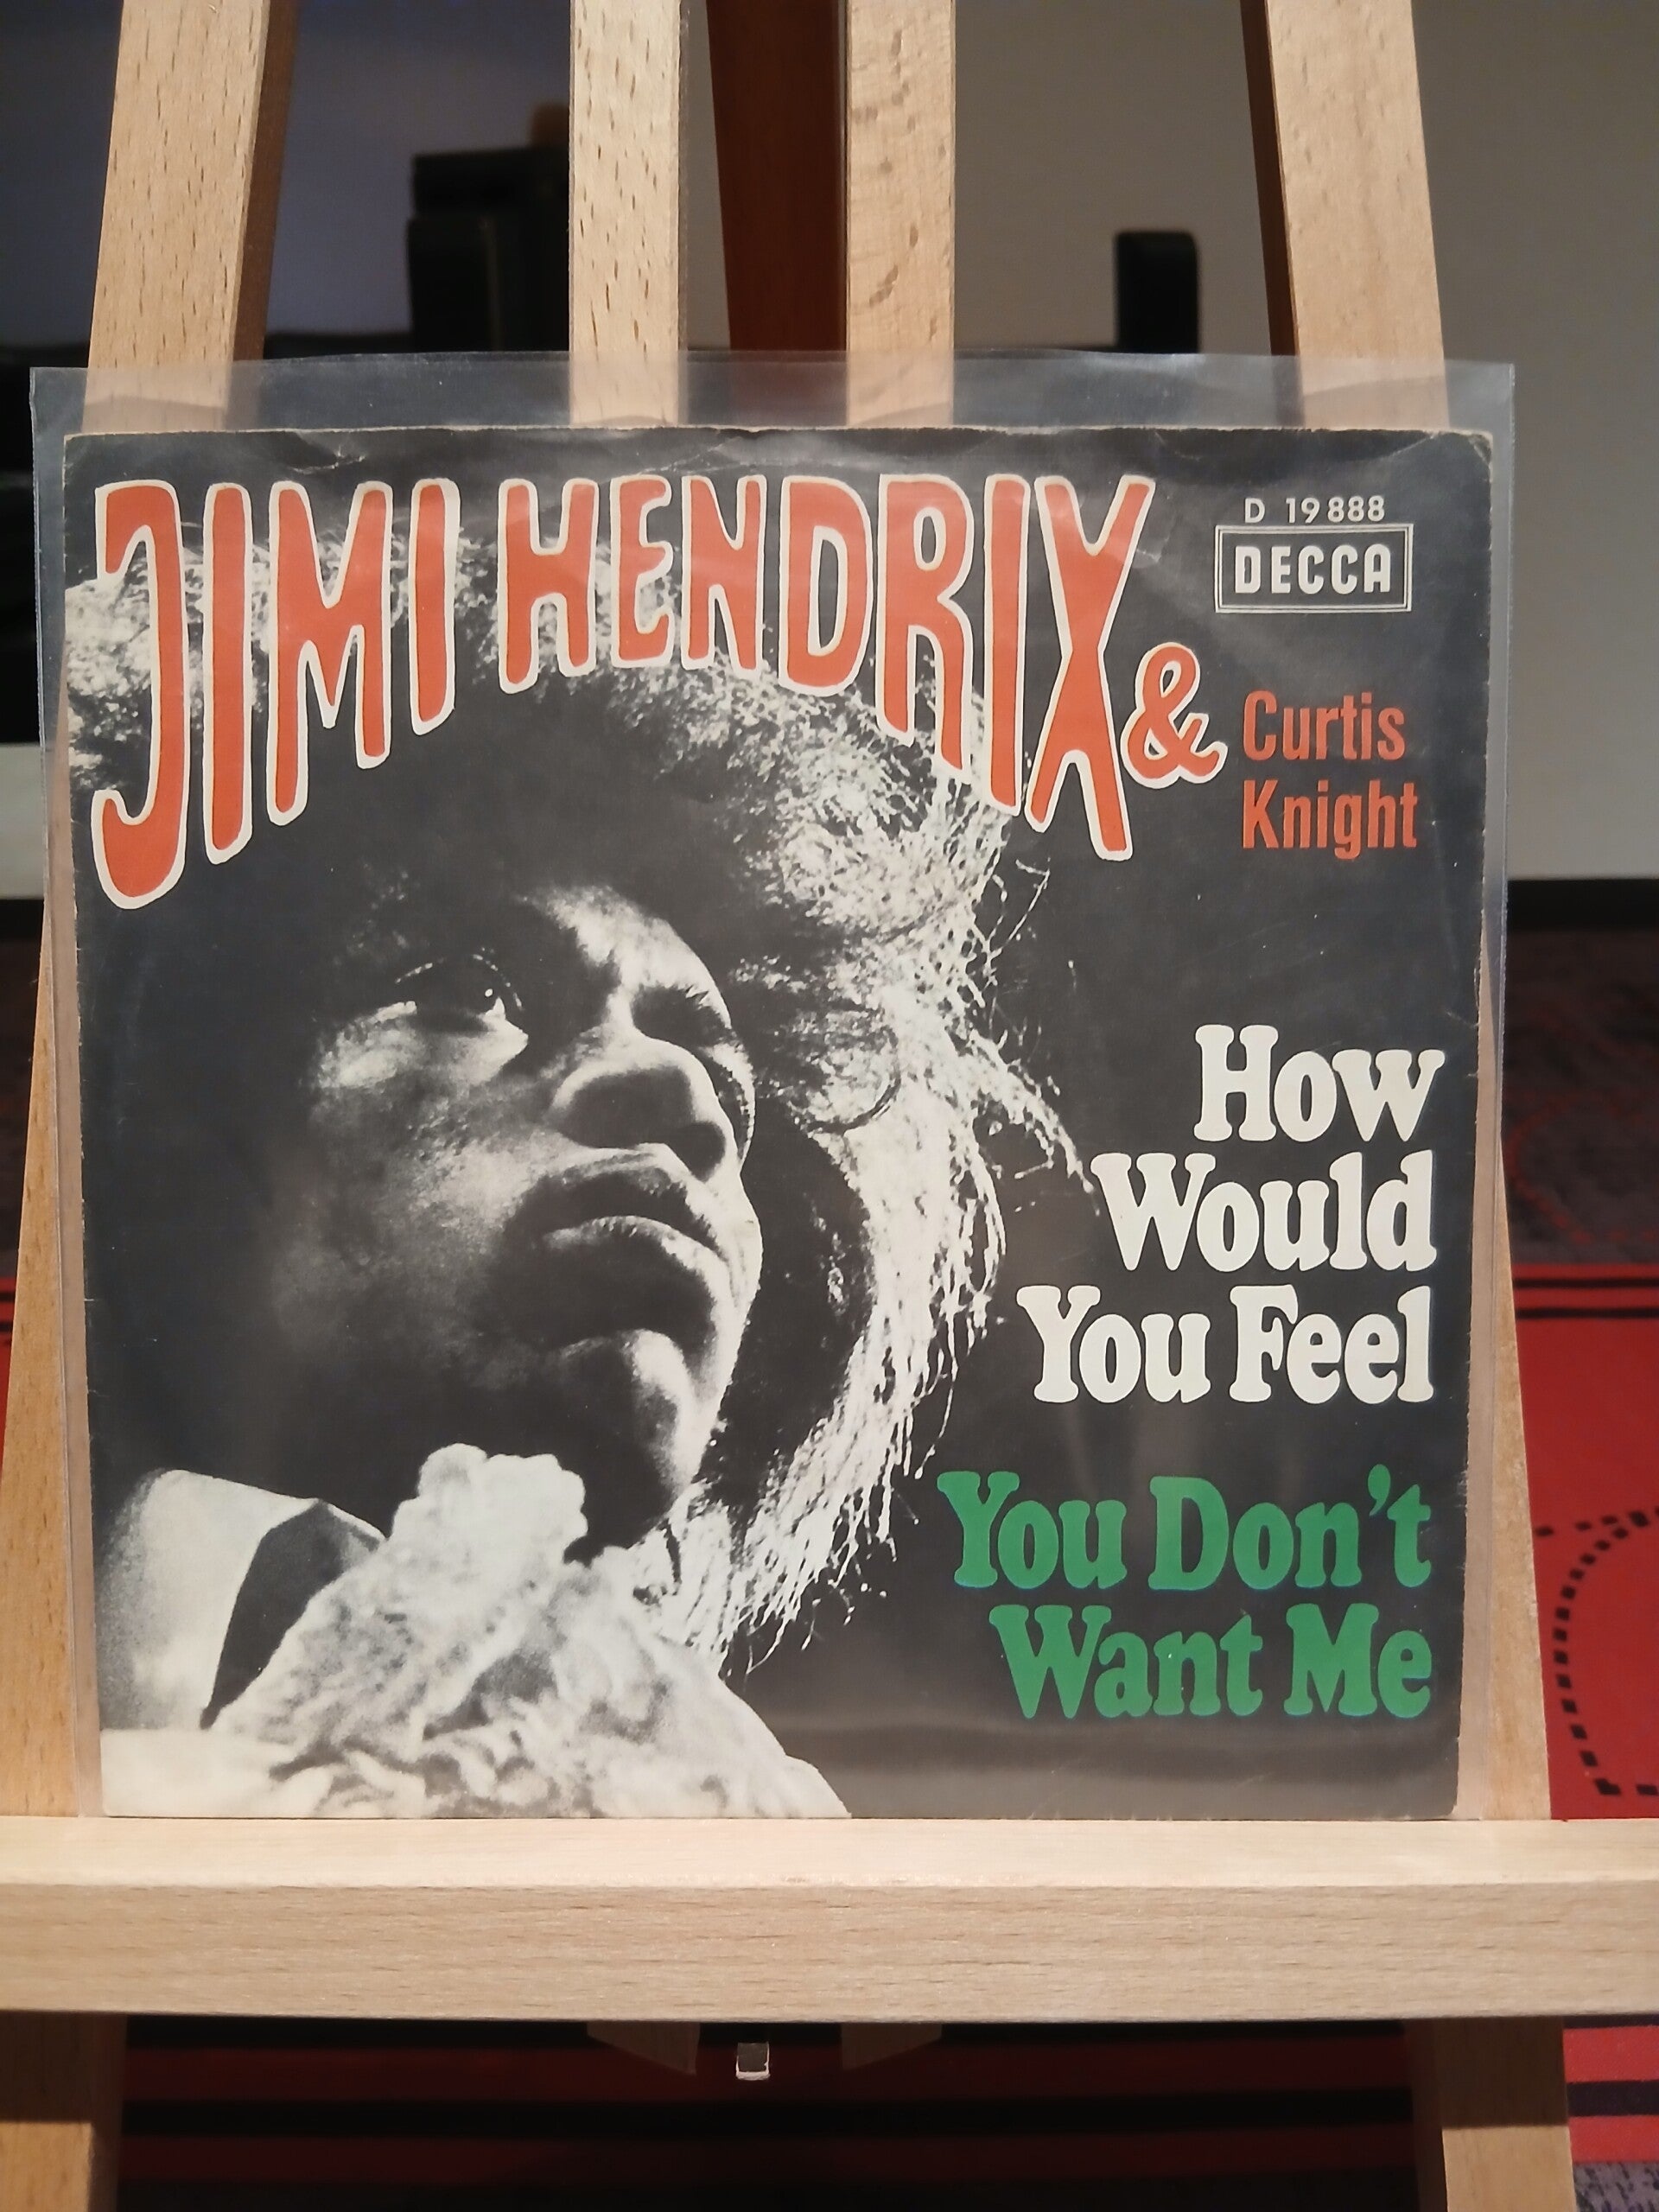 JIMI HENDRIX &
Curtis
Knight
D 19 888
DECCA
How
Would
You Feel
You Don't
Want Me